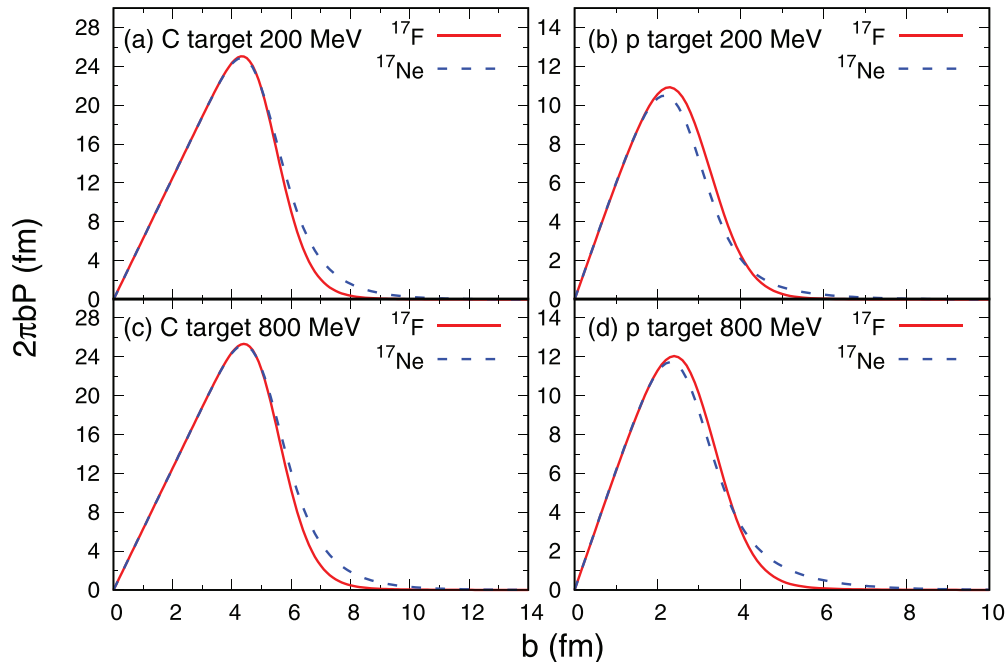 2πbP (fm)
(a) C target 200 MeV
¹⁷F
¹⁷Ne
28
24
20
16
12
8
4
0
(b) p target 200 MeV
¹⁷F
¹⁷Ne
14
12
10
8
6
4
2
0
(c) C target 800 MeV
¹⁷F
¹⁷Ne
28
24
20
16
12
8
4
0
0 2 4 6 8 10 12 14
(d) p target 800 MeV
¹⁷F
¹⁷Ne
14
12
10
8
6
4
2
0
0 2 4 6 8 10
b (fm)